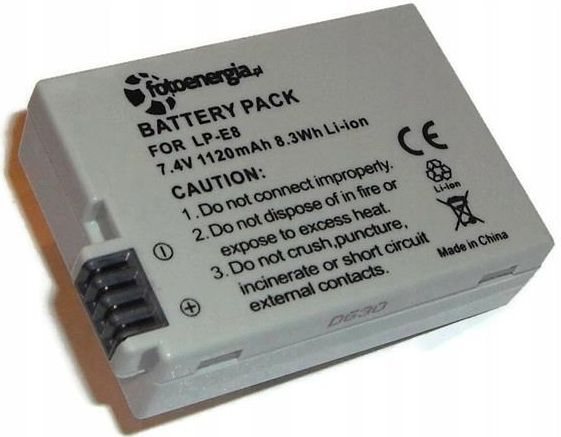 fotoenergia.pl
BATTERY PACK
FOR LP-E8
7.4V 1120mAh 8.3Wh Li-ion
CAUTION:
1.Do not connect improperly.
2.Do not dispose of in fire or
expose to excess heat.
3.Do not crush,puncture,
incinerate or short circuit
external contacts.
CE
Li-ion
Made in China
D630